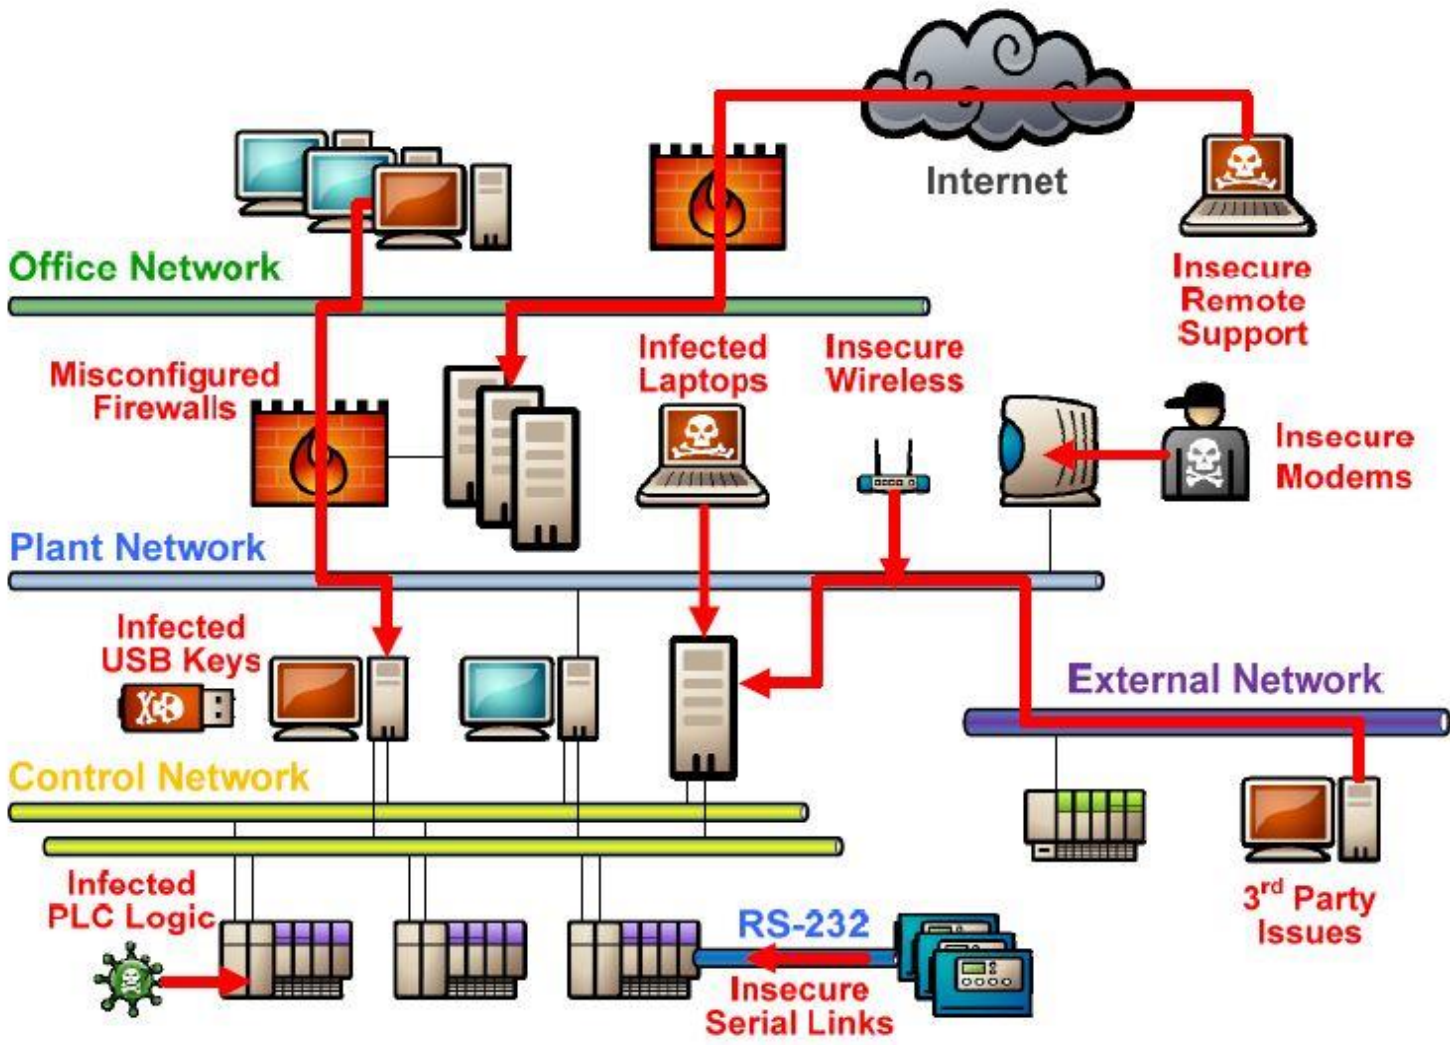 Internet
Office Network
Insecure
Remote
Support
Misconfigured
Firewalls
Infected
Laptops
Insecure
Wireless
Insecure
Modems
Plant Network
Infected
USB Keys
External Network
Control Network
Infected
PLC Logic
RS-232
Insecure
Serial Links
3rd Party
Issues